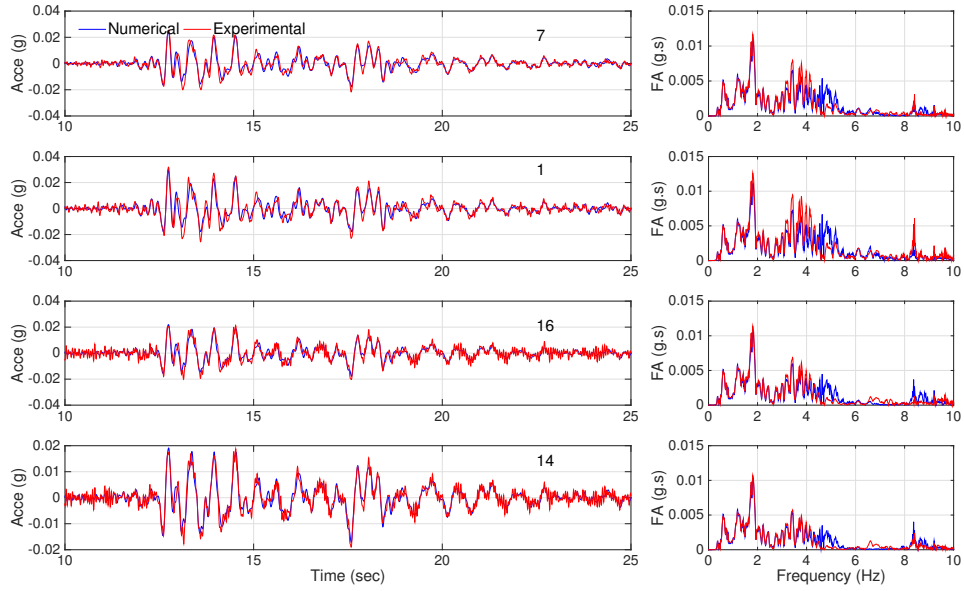 Numerical Experimental
7
Acce (g)
0.04
0.02
0
-0.02
-0.04
10 15 20 25
FA (g.s)
0.015
0.01
0.005
0
0 2 4 6 8 10
1
Acce (g)
0.04
0.02
0
-0.02
-0.04
10 15 20 25
FA (g.s)
0.015
0.01
0.005
0
0 2 4 6 8 10
16
Acce (g)
0.04
0.02
0
-0.02
-0.04
10 15 20 25
FA (g.s)
0.015
0.01
0.005
0
0 2 4 6 8 10
14
Acce (g)
0.02
0.01
0
-0.01
-0.02
10 15 20 25
Time (sec)
FA (g.s)
0.015
0.01
0.005
0
0 2 4 6 8 10
Frequency (Hz)